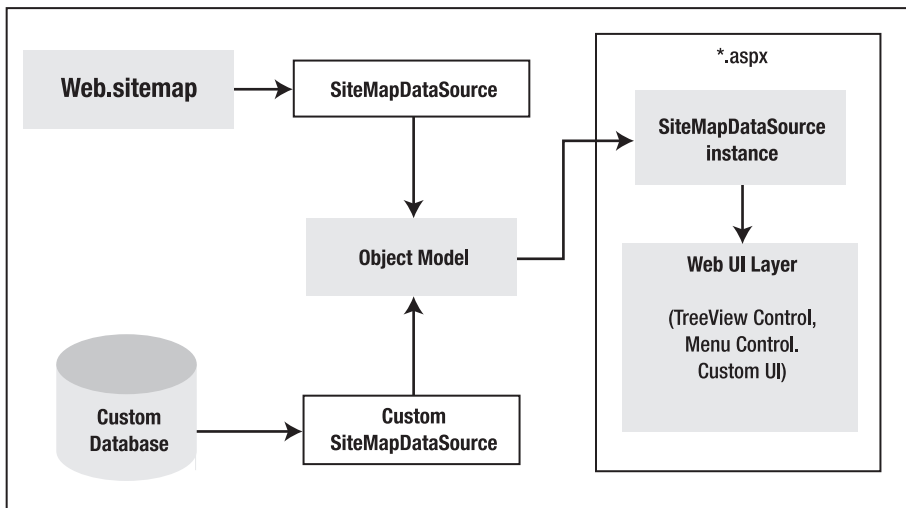 Web.sitemap
SiteMapDataSource
Object Model
Custom
Database
Custom
SiteMapDataSource
*.aspx
SiteMapDataSource
instance
Web UI Layer
(TreeView Control,
Menu Control.
Custom UI)